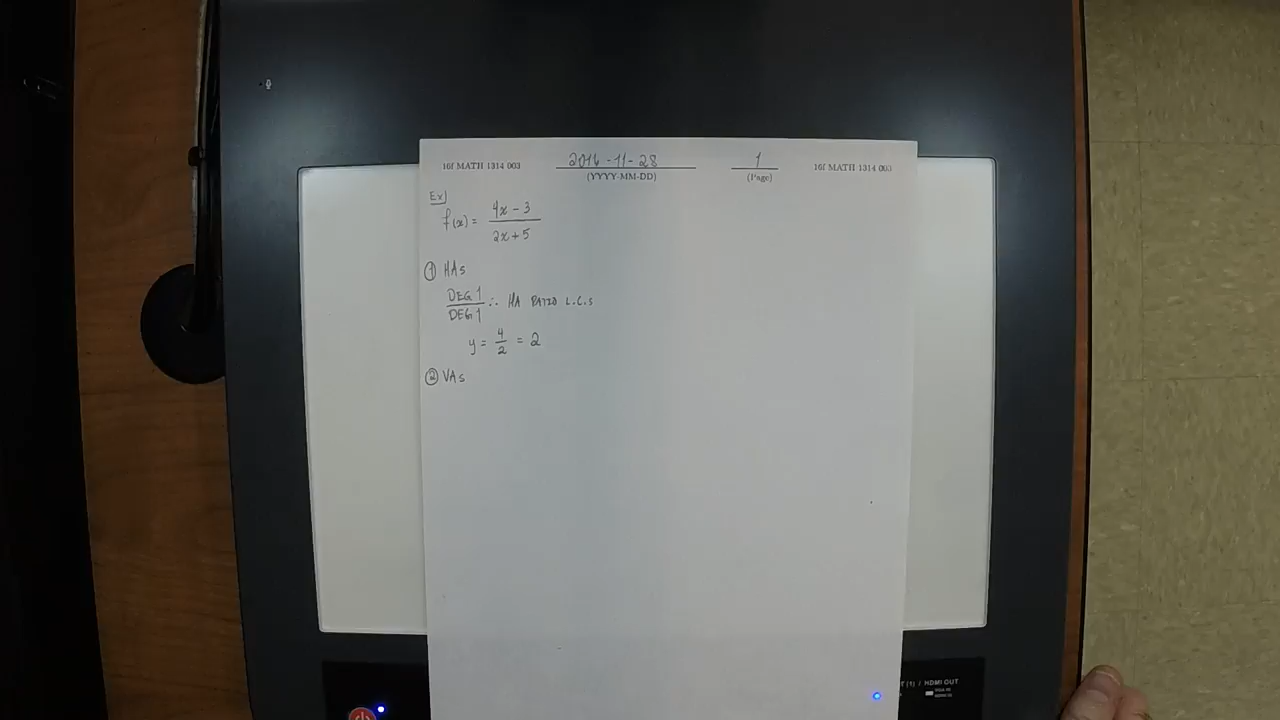 16f MATH 1314 003 2016-11-28 1 16f MATH 1314 003
(YYYY-MM-DD) (Page)
Ex)
f(x) = 4x - 3
2x + 5
① HAs
DEG 1
DEG 1 ∴ HA RATIO L.C.S
y = 4/2 = 2
② VAs
HDMI OUT